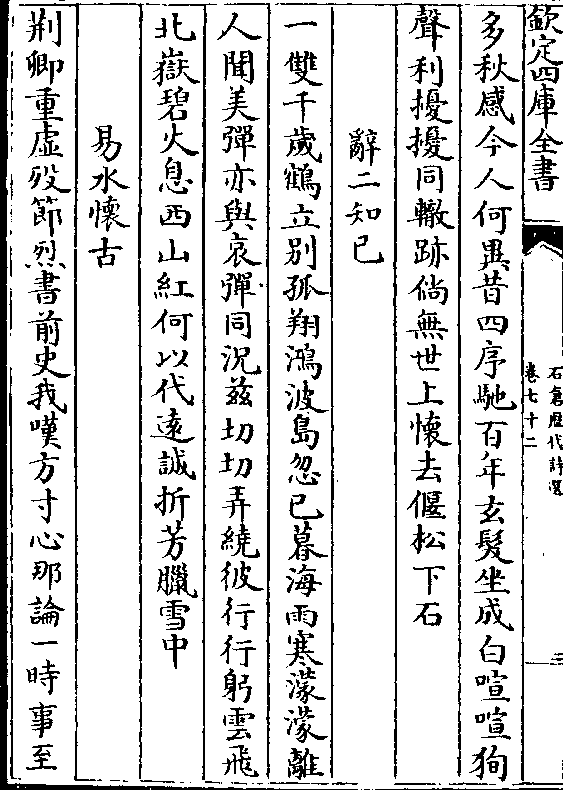 欽定四庫全書
石倉歴代詩選
卷七十二
三
多秋感今人何異昔四序馳百年玄髮坐成白喧喧狥
聲利擾擾同轍跡倘無世上懷去偃松下石
辭二知己
一雙千歲鶴立别孤翔鴻波島忽已暮海雨寒濛濛離
人聞美彈亦與哀彈同況兹切切弄繞彼行行躬雲飛
北嶽碧火息西山紅何以代遠誠折芳臘雪中
易水懷古
荆卿重虚死節烈書前史我嘆方寸心那論一時事至